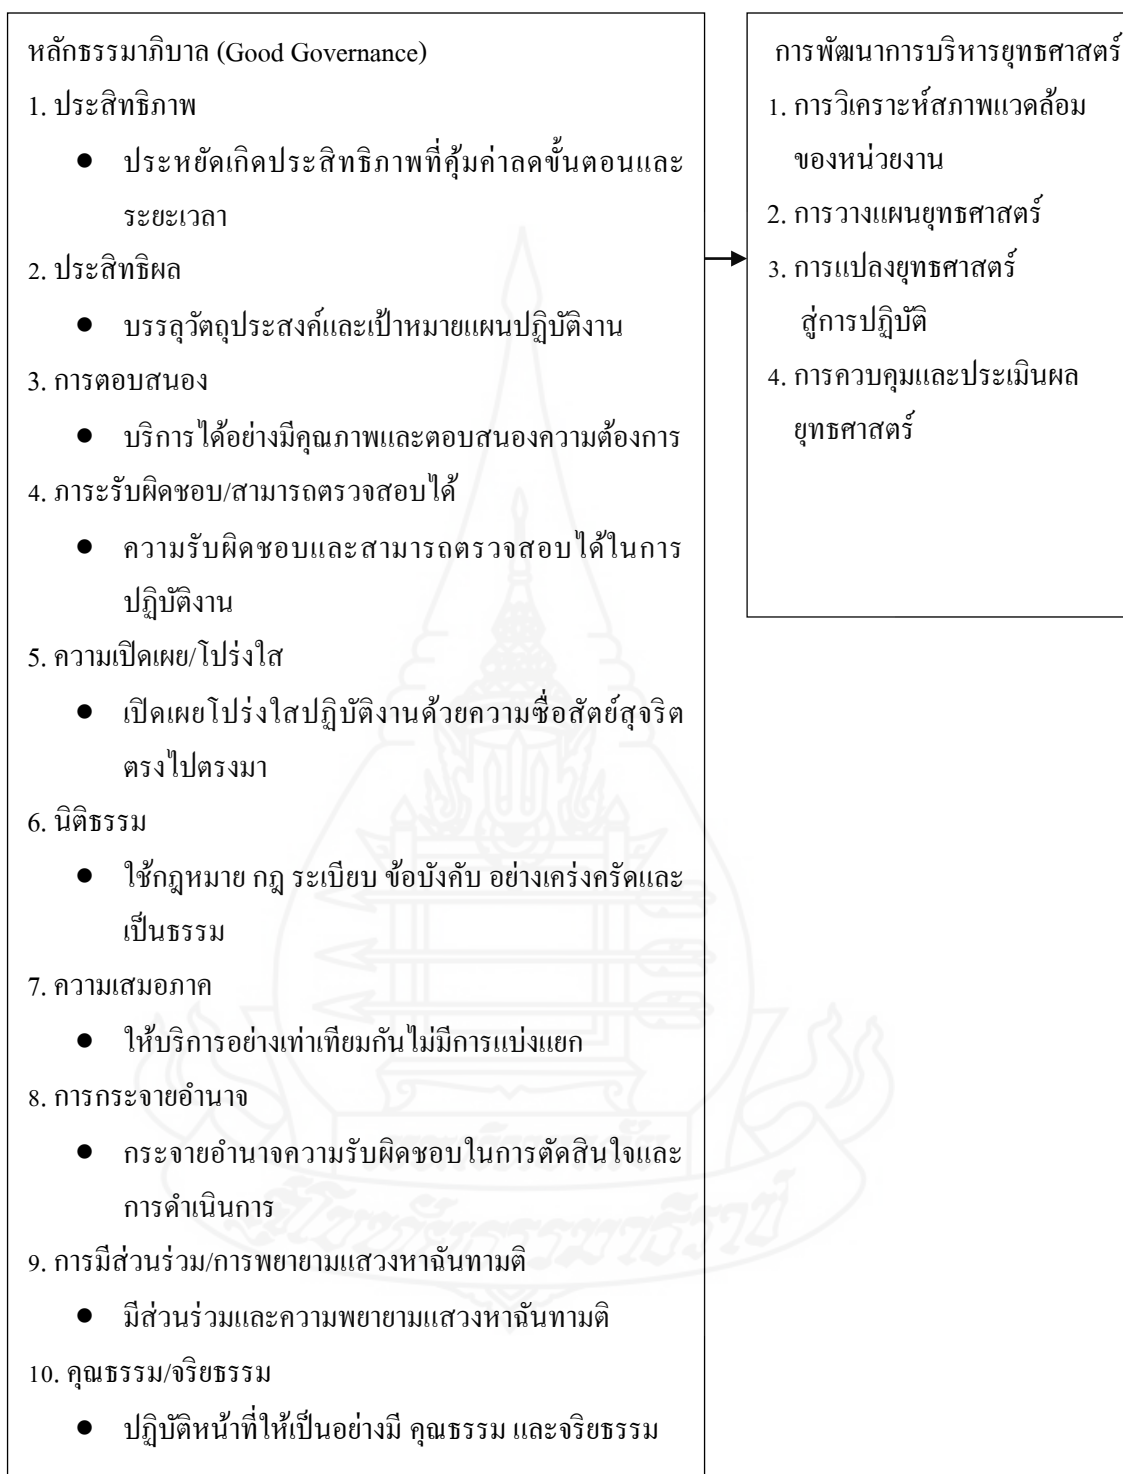 หลักธรรมาภิบาล (Good Governance)
1. ประสิทธิภาพ
● ประหยัดเกิดประสิทธิภาพที่คุ้มค่าลดขั้นตอนและ
ระยะเวลา
2. ประสิทธิผล
● บรรลุวัตถุประสงค์และเป้าหมายแผนปฏิบัติงาน
3. การตอบสนอง
● บริการได้อย่างมีคุณภาพและตอบสนองความต้องการ
4. ภาระรับผิดชอบ/สามารถตรวจสอบได้
● ความรับผิดชอบและสามารถตรวจสอบได้ในการ
ปฏิบัติงาน
5. ความเปิดเผย/โปร่งใส
● เปิดเผยโปร่งใสปฏิบัติงานด้วยความซื่อสัตย์สุจริต
ตรงไปตรงมา
6. นิติธรรม
● ใช้กฎหมาย กฎ ระเบียบ ข้อบังคับ อย่างเคร่งครัดและ
เป็นธรรม
7. ความเสมอภาค
● ให้บริการอย่างเท่าเทียมกันไม่มีการแบ่งแยก
8. การกระจายอำนาจ
● กระจายอำนาจความรับผิดชอบในการตัดสินใจและ
การดำเนินการ
9. การมีส่วนร่วม/การพยายามแสวงหาฉันทามติ
● มีส่วนร่วมและความพยายามแสวงหาฉันทามติ
10. คุณธรรม/จริยธรรม
● ปฏิบัติหน้าที่ให้เป็นอย่างมี คุณธรรม และจริยธรรม
การพัฒนาการบริหารยุทธศาสตร์
1. การวิเคราะห์สภาพแวดล้อม
ของหน่วยงาน
2. การวางแผนยุทธศาสตร์
3. การแปลงยุทธศาสตร์
สู่การปฏิบัติ
4. การควบคุมและประเมินผล
ยุทธศาสตร์